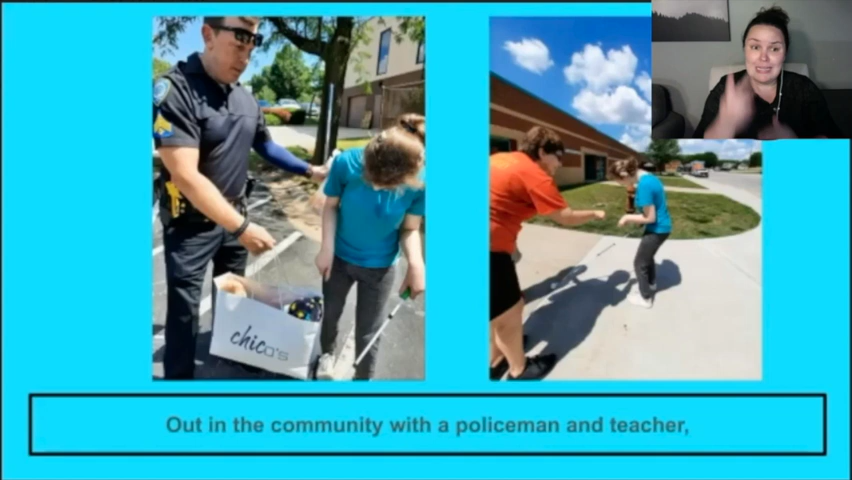 chico's
Out in the community with a policeman and teacher,